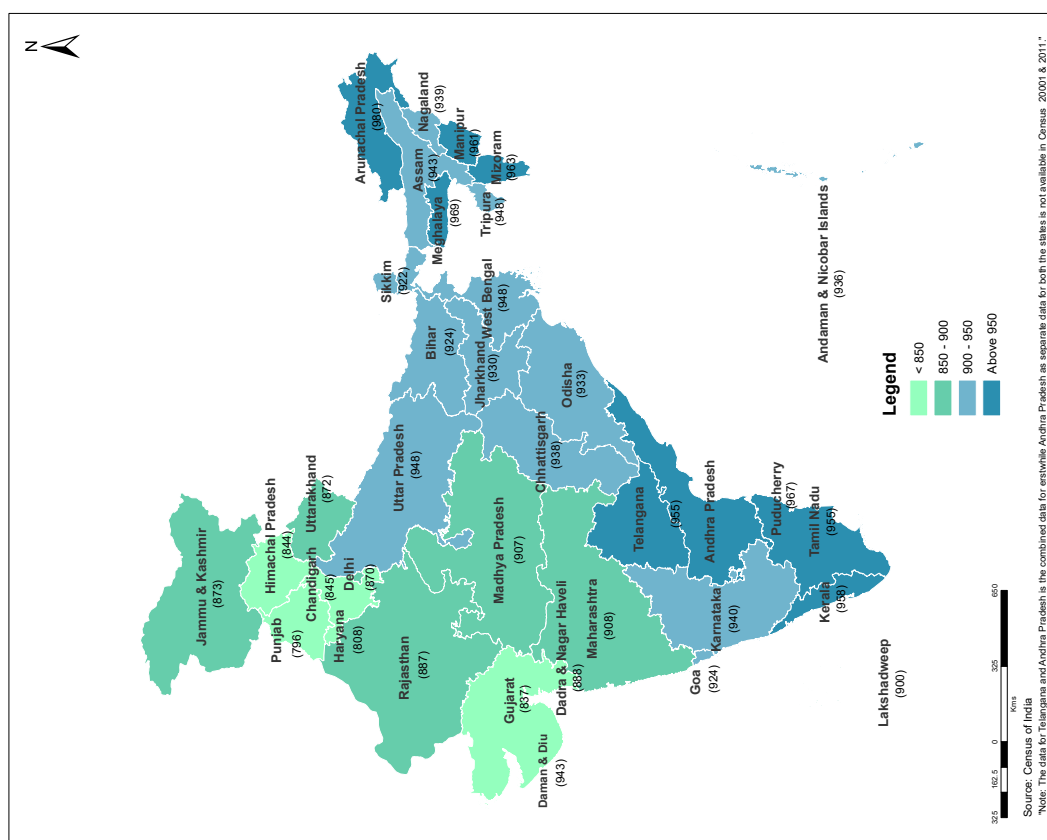 N
Jammu & Kashmir
(873)
Himachal Pradesh
(844)
Punjab
(796)
Chandigarh
(845)
Uttarakhand
(872)
Haryana
(808)
Delhi
(870)
Rajasthan
(887)
Uttar Pradesh
(948)
Bihar
(924)
Sikkim
(922)
Arunachal Pradesh
(980)
Assam
(943)
Nagaland
(939)
Manipur
(961)
Mizoram
(963)
Tripura
(948)
Meghalaya
(969)
West Bengal
(948)
Jharkhand
(930)
Odisha
(933)
Chhattisgarh
(938)
Madhya Pradesh
(907)
Gujarat
(837)
Daman & Diu
(943)
Dadra & Nagar Haveli
(888)
Maharashtra
(908)
Telangana
(955)
Andhra Pradesh
Karnataka
(940)
Goa
(924)
Puducherry
(967)
Tamil Nadu
(955)
Kerala
(958)
Lakshadweep
(900)
Andaman & Nicobar Islands
(936)
Legend
< 850
850 - 900
900 - 950
Above 950
325 162.5 0 325 650
Kms
Source: Census of India
"Note: The data for Telangana and Andhra Pradesh is the combined data for erstwhile Andhra Pradesh as separate data for both the states is not available in Census 20001 & 2011."